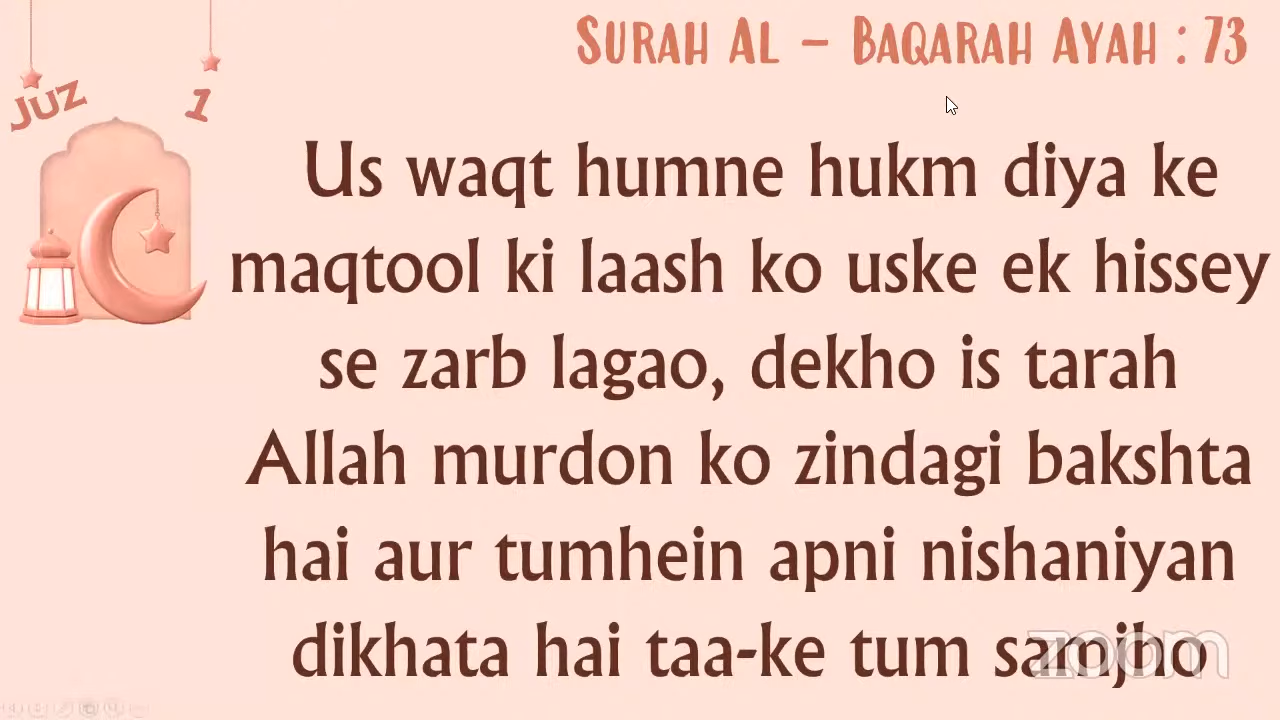 Surah Al – Baqarah Ayah : 73
Juz 1
Us waqt humne hukm diya ke
maqtool ki laash ko uske ek hissey
se zarb lagao, dekho is tarah
Allah murdon ko zindagi bakshta
hai aur tumhein apni nishaniyan
dikhata hai taa-ke tum samjho
zoom